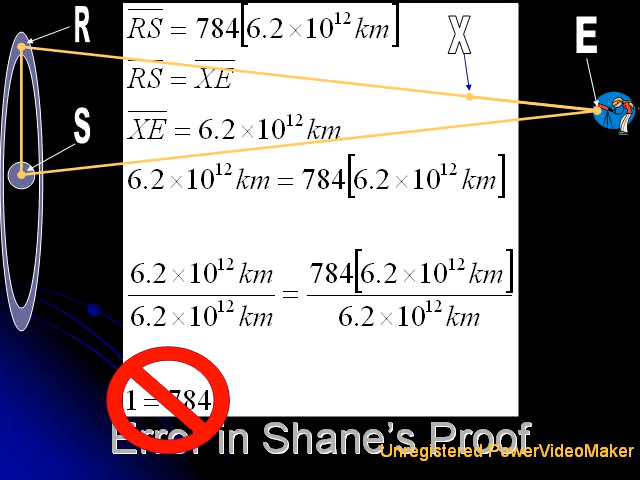 R
S
X
E
RS = 784[6.2×10¹² km]
RS = XE
XE = 6.2×10¹² km
6.2×10¹² km = 784[6.2×10¹² km]
6.2×10¹² km / 6.2×10¹² km = 784[6.2×10¹² km] / 6.2×10¹² km
1 = 784
Error in Shane's Proof
Unregistered PowerVideoMaker